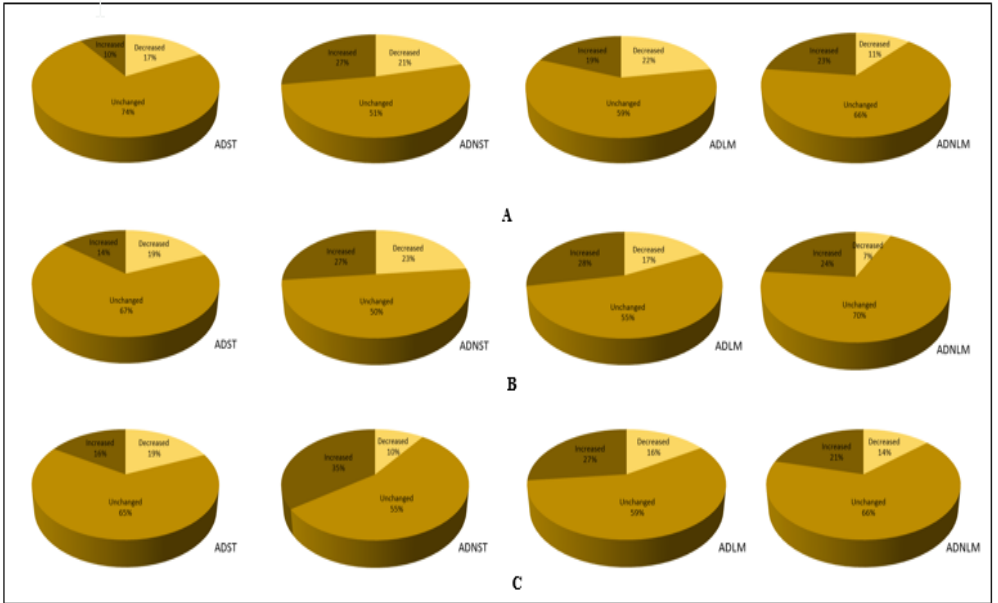 Increased
10%
Decreased
17%
Unchanged
74%
ADST
Increased
27%
Decreased
21%
Unchanged
51%
ADNST
Increased
19%
Decreased
22%
Unchanged
59%
ADLM
Increased
23%
Decreased
11%
Unchanged
66%
ADNLM
A
Increased
14%
Decreased
19%
Unchanged
67%
ADST
Increased
27%
Decreased
23%
Unchanged
50%
ADNST
Increased
28%
Decreased
17%
Unchanged
55%
ADLM
Increased
24%
Decreased
7%
Unchanged
70%
ADNLM
B
Increased
16%
Decreased
19%
Unchanged
65%
ADST
Increased
35%
Decreased
10%
Unchanged
55%
ADNST
Increased
27%
Decreased
16%
Unchanged
59%
ADLM
Increased
21%
Decreased
14%
Unchanged
66%
ADNLM
C